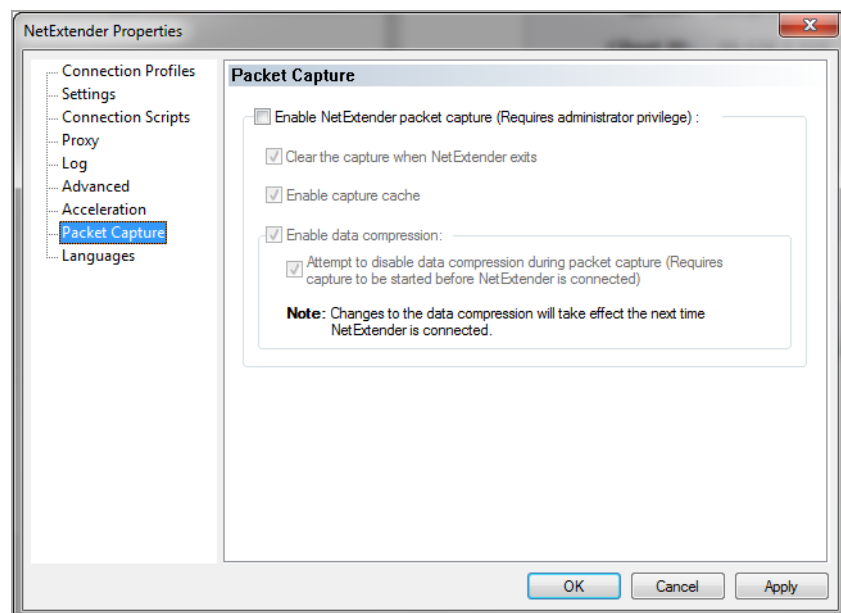 NetExtender Properties
Connection Profiles
Settings
Connection Scripts
Proxy
Log
Advanced
Acceleration
Packet Capture
Languages
Packet Capture
Enable NetExtender packet capture (Requires administrator privilege) :
Clear the capture when NetExtender exits
Enable capture cache
Enable data compression:
Attempt to disable data compression during packet capture (Requires
capture to be started before NetExtender is connected)
Note: Changes to the data compression will take effect the next time
NetExtender is connected.
OK
Cancel
Apply